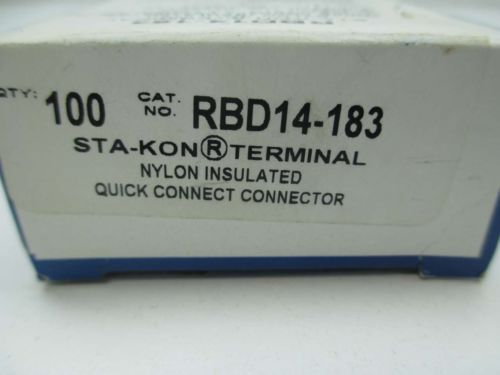 QTY: 100 CAT. NO. RBD14-183
STA-KON®TERMINAL
NYLON INSULATED
QUICK CONNECT CONNECTOR